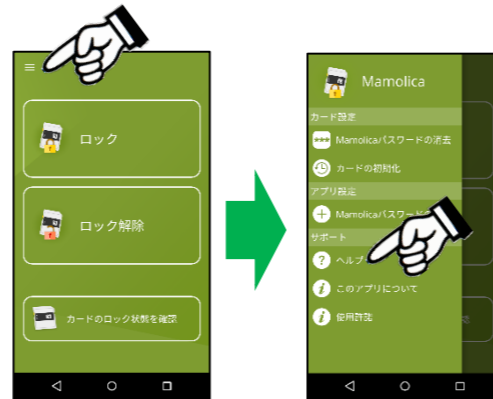 ロック
ロック解除
カードのロック状態を確認
Mamolica
カード設定
Mamolicaパスワードの消去
カードの初期化
アプリ設定
Mamolicaパスワード
サポート
ヘルプ
このアプリについて
使用許諾